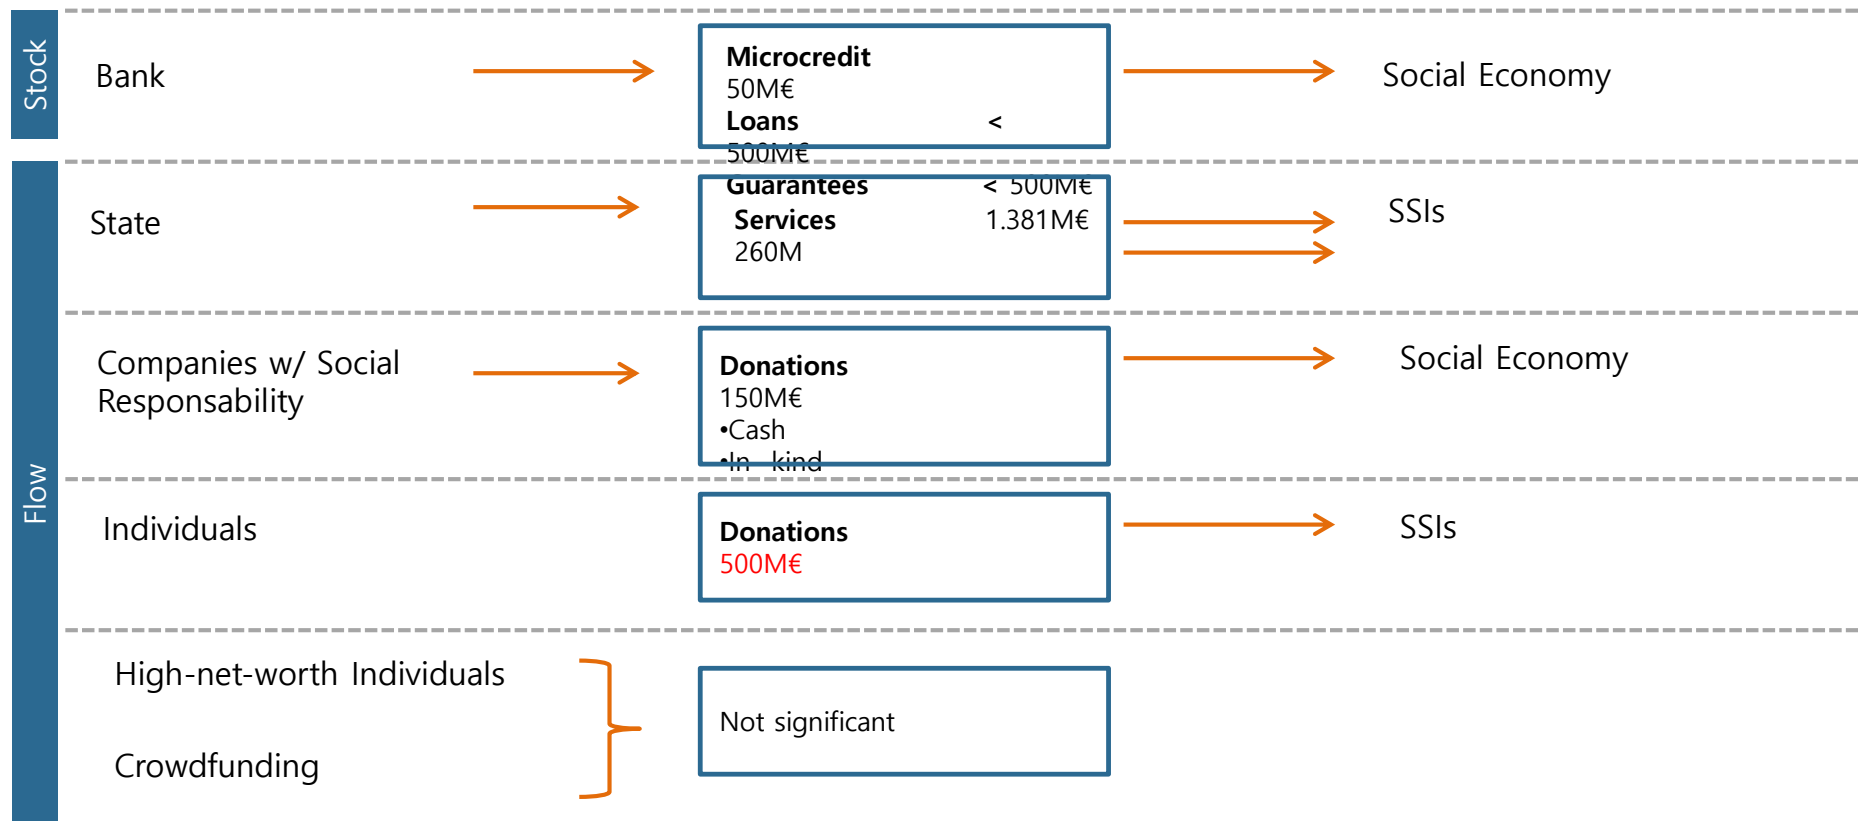 Stock
Bank
Microcredit
50M€
Loans <
500M€
Social Economy
Flow
State
Guarantees < 500M€
Services 1.381M€
260M
SSIs
Companies w/ Social
Responsability
Donations
150M€
•Cash
•In-kind
Social Economy
Individuals
Donations
500M€
SSIs
High-net-worth Individuals
Crowdfunding
Not significant